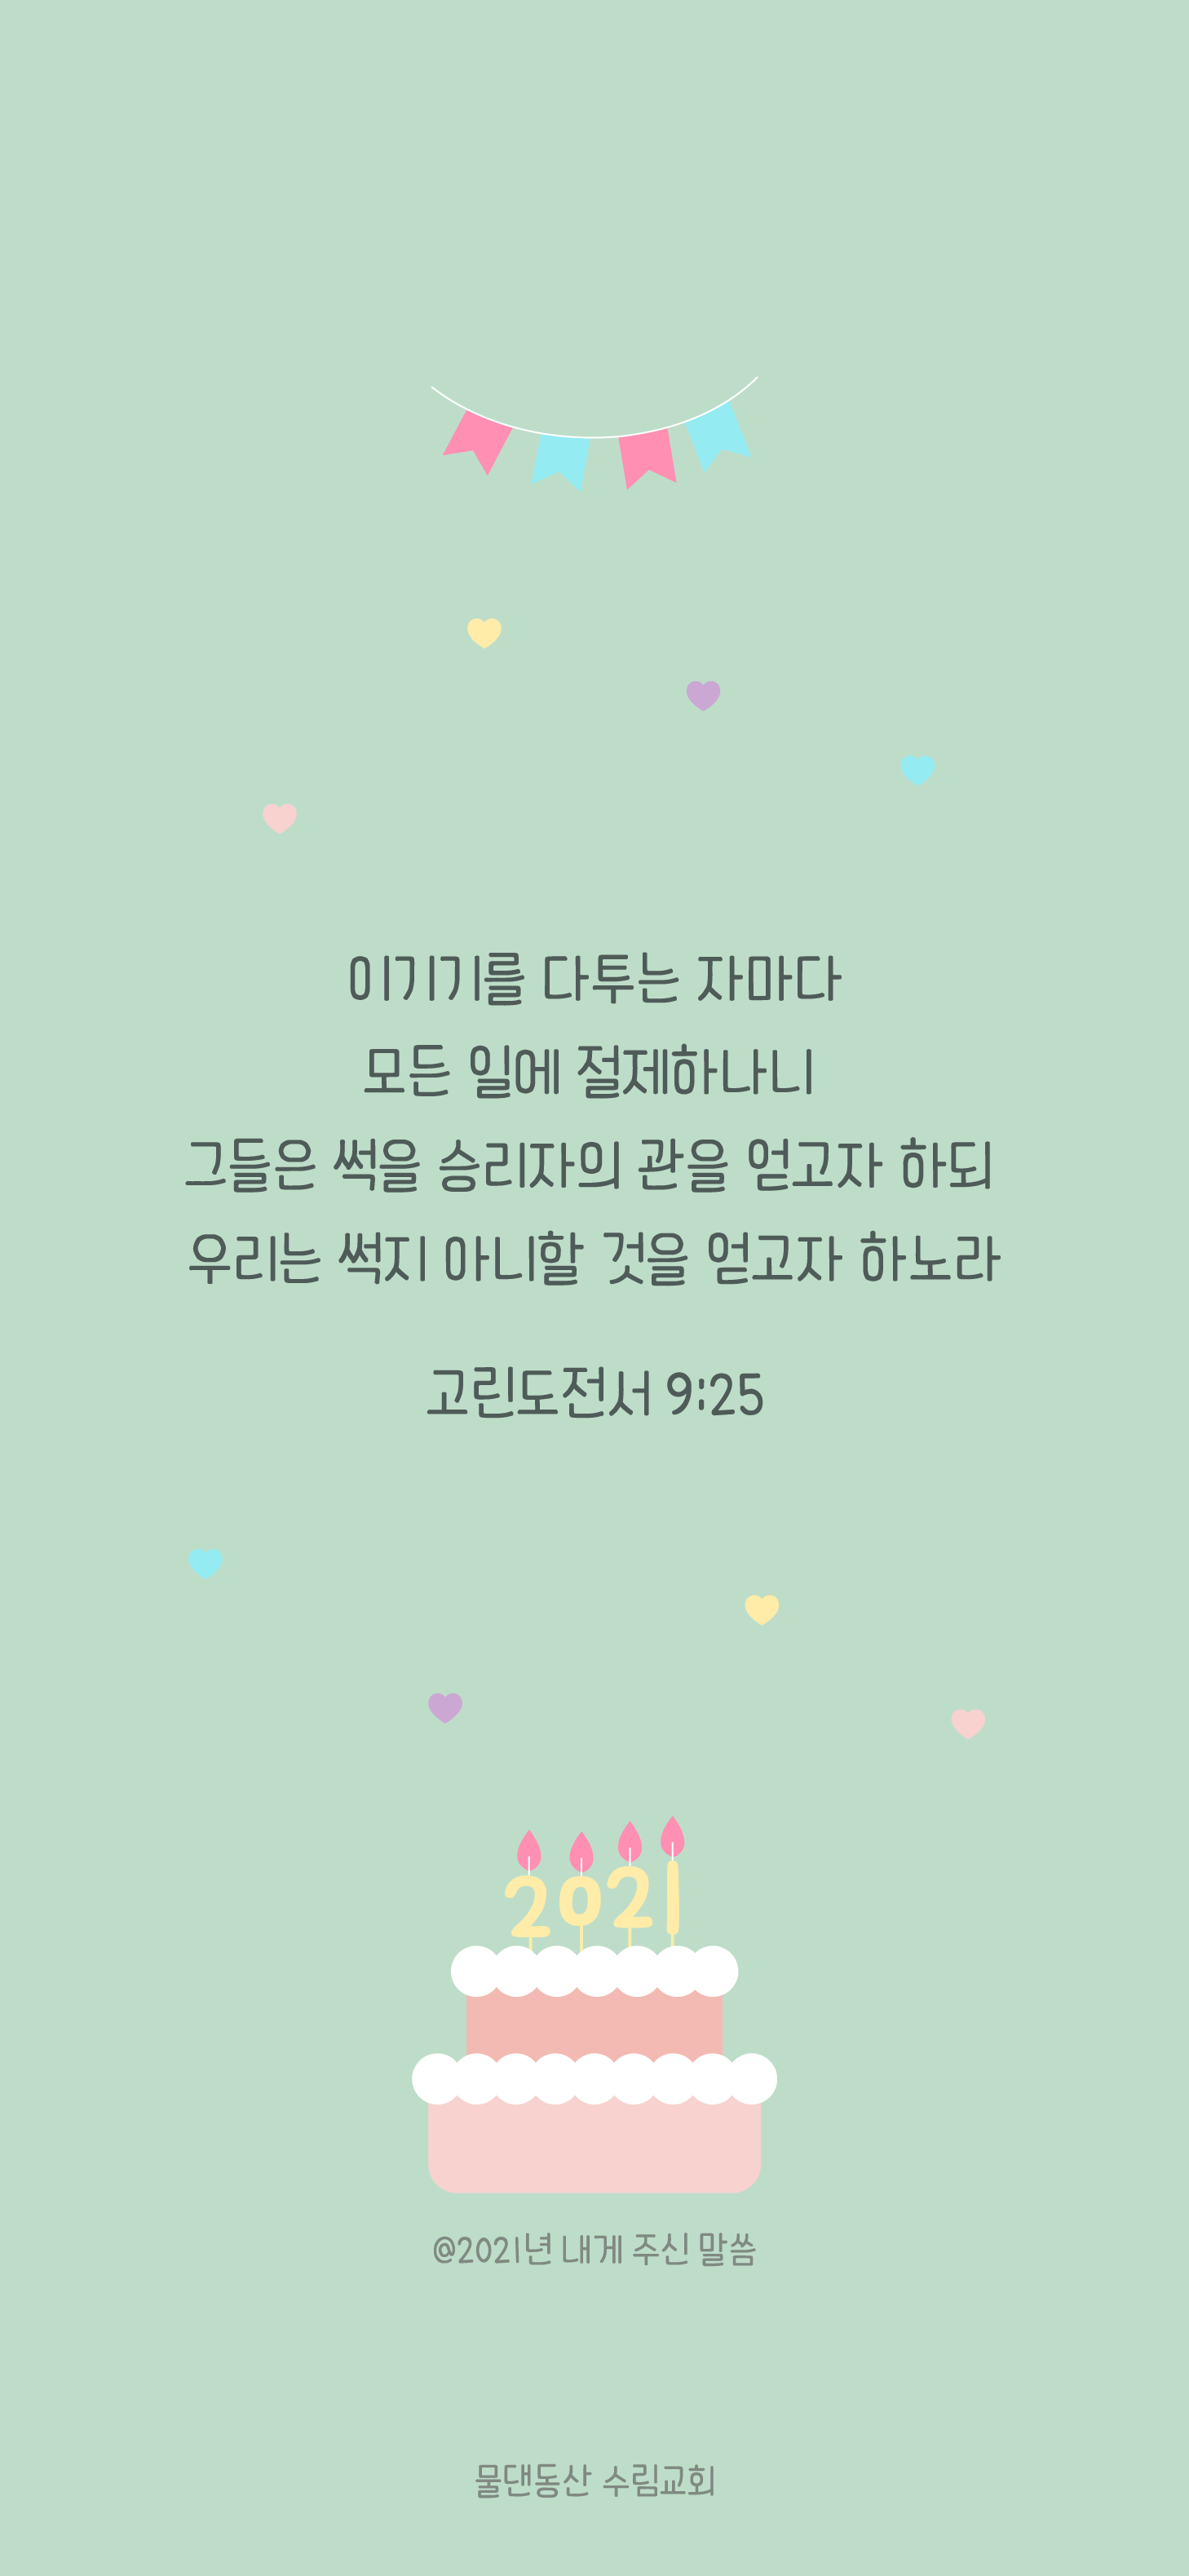 이기기를 다투는 자마다
모든 일에 절제하나니
그들은 썩을 승리자의 관을 얻고자 하되
우리는 썩지 아니할 것을 얻고자 하노라
고린도전서 9:25
2021
@2021년 내게 주신 말씀
물댄동산 수림교회